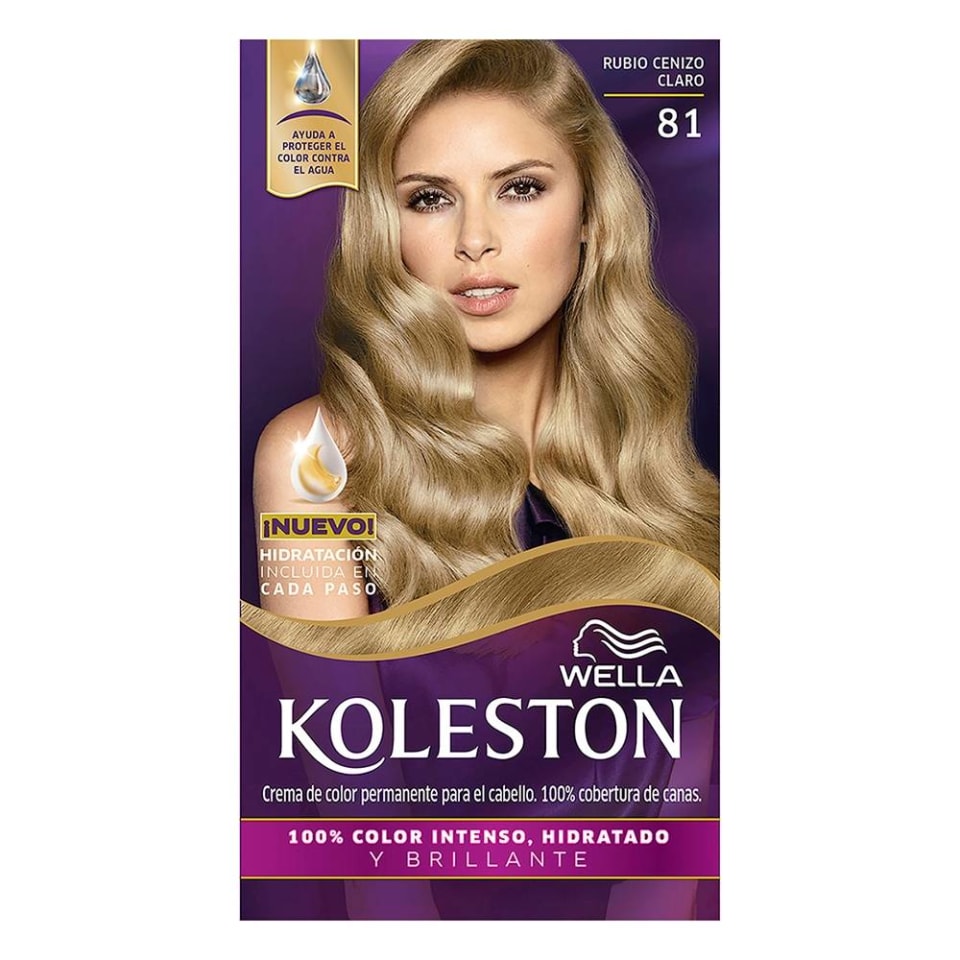 AYUDA A
PROTEGER EL
COLOR CONTRA
EL AGUA
RUBIO CENIZO
CLARO
81
¡NUEVO!
HIDRATACIÓN
INCLUIDA EN
CADA PASO
WELLA
KOLESTON
Crema de color permanente para el cabello. 100% cobertura de canas.
100% COLOR INTENSO, HIDRATADO
Y BRILLANTE